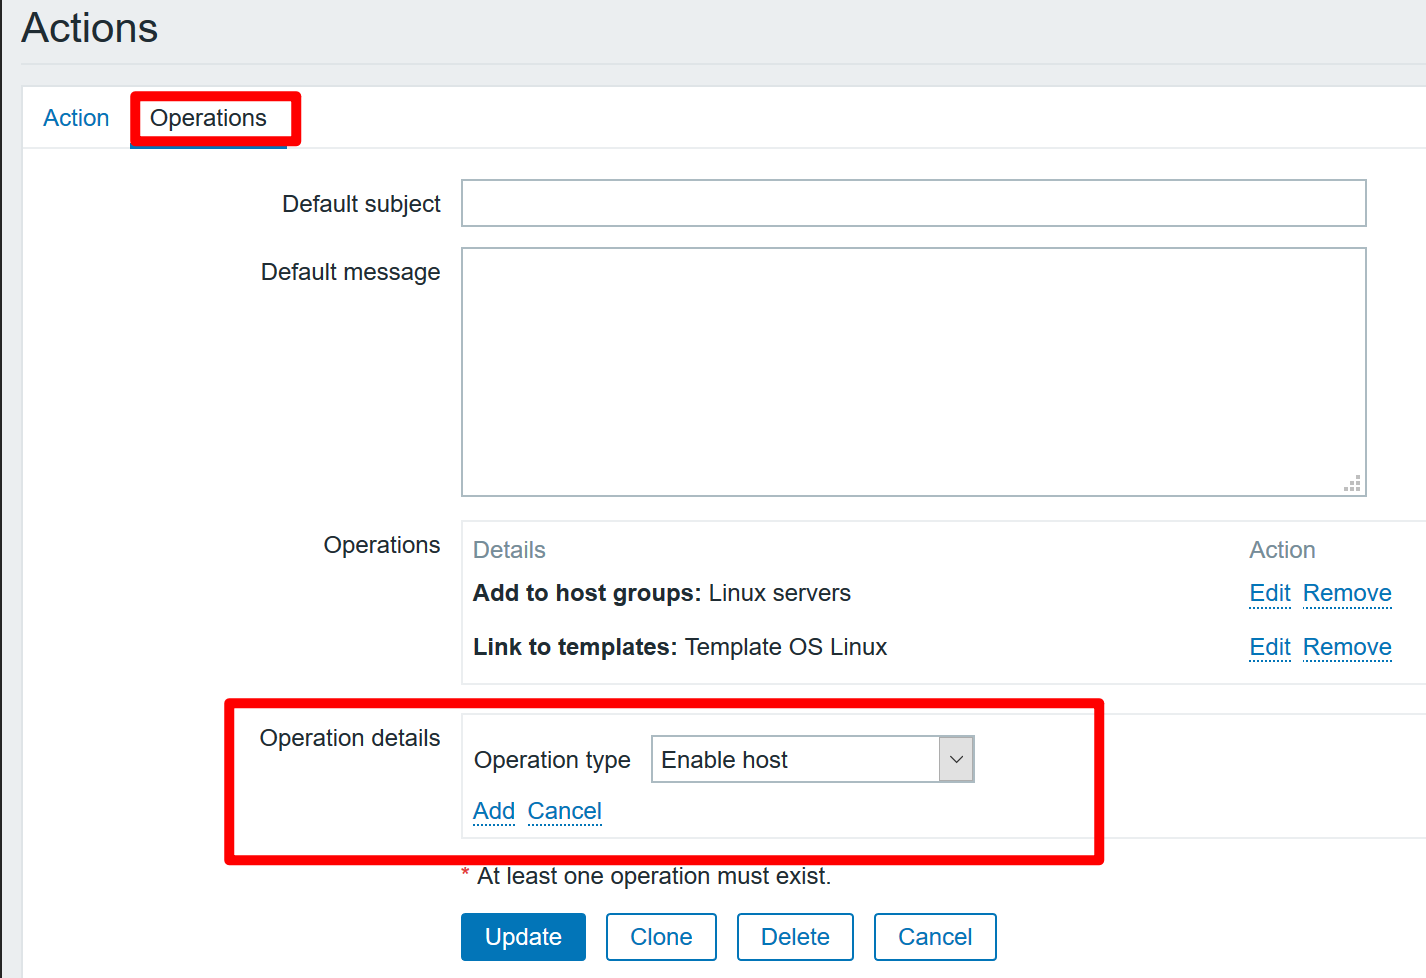 Actions
Action Operations
Default subject
Default message
Operations
Details Action
Add to host groups: Linux servers Edit Remove
Link to templates: Template OS Linux Edit Remove
Operation details
Operation type Enable host
Add Cancel
* At least one operation must exist.
Update Clone Delete Cancel